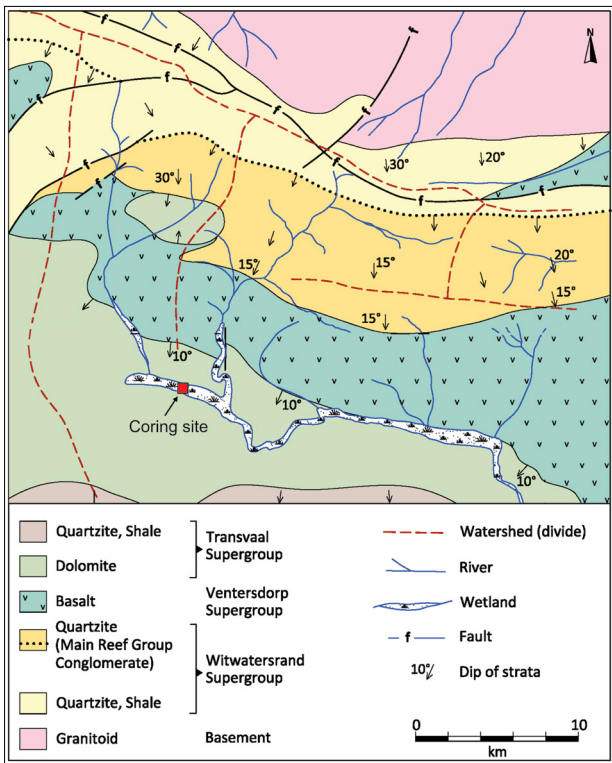 N
f
f
f
f
f
f
f
f
f
f
f
30°
20°
30°
15°
15°
20°
15°
15°
10°
10°
10°
Coring site
Quartzite, Shale
Transvaal
Supergroup
Dolomite
Basalt
Ventersdorp
Supergroup
Quartzite
(Main Reef Group
Conglomerate)
Witwatersrand
Supergroup
Quartzite, Shale
Granitoid
Basement
Watershed (divide)
River
Wetland
f
Fault
10°
Dip of strata
0
10
km